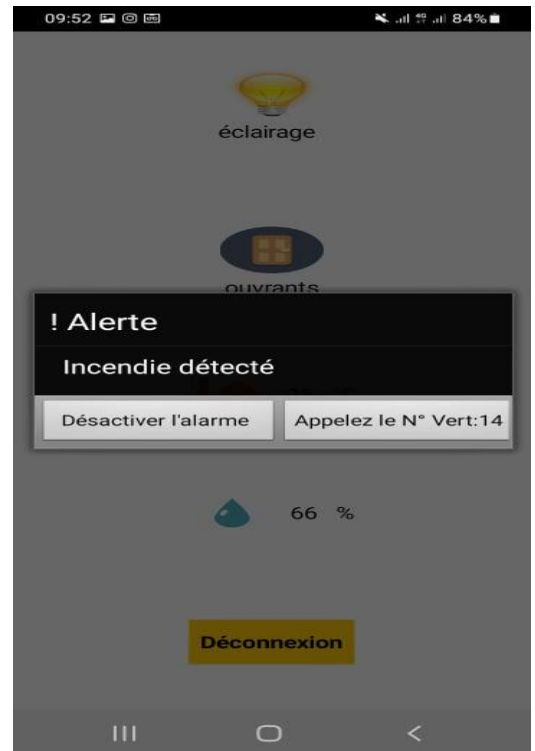 09:52 84%
éclairage
ouvrants
! Alerte
Incendie détecté
Désactiver l'alarme Appelez le N° Vert:14
66 %
Déconnexion